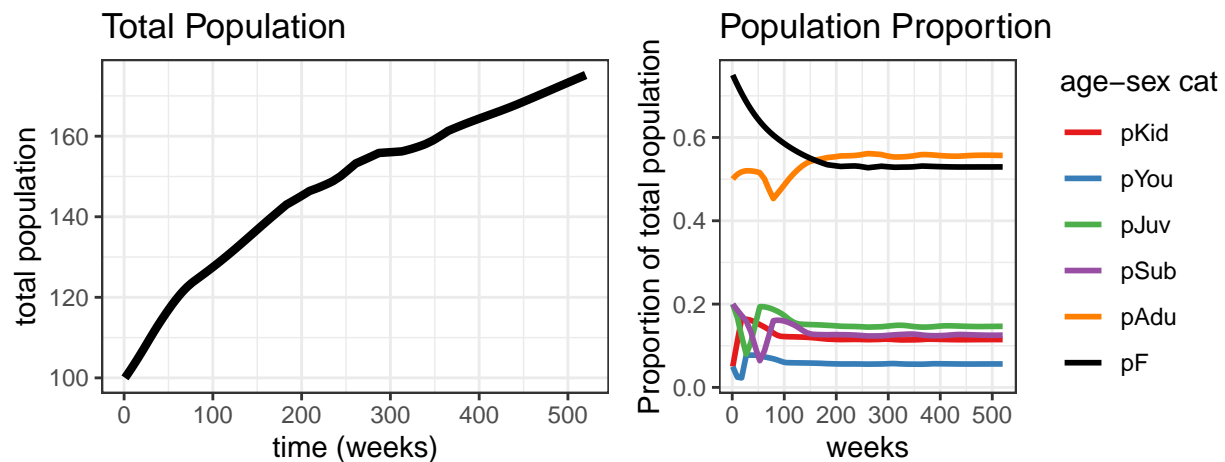 Total Population
total population
160
140
120
100
0
100
200
300
400
500
time (weeks)
Population Proportion
Proportion of total population
0.6
0.4
0.2
0.0
0
100
200
300
400
500
weeks
age−sex cat
pKid
pYou
pJuv
pSub
pAdu
pF